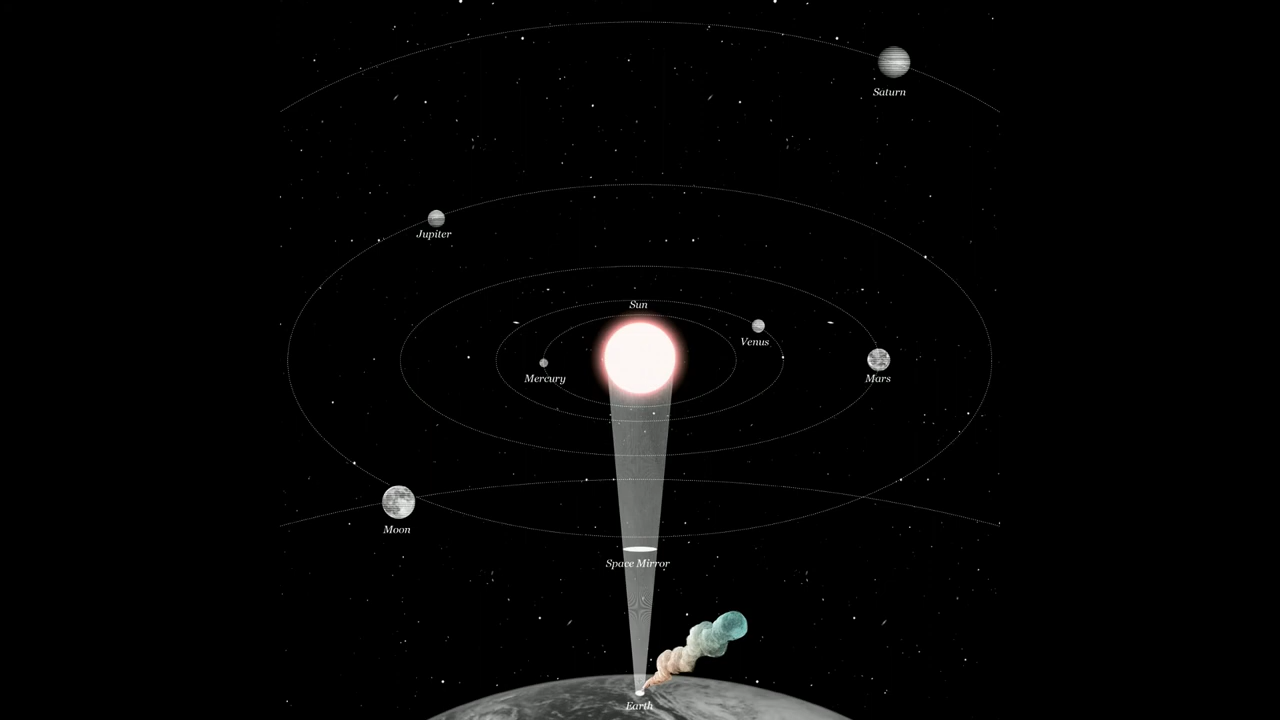 Saturn
Jupiter
Sun
Venus
Mercury
Mars
Moon
Space Mirror
Earth